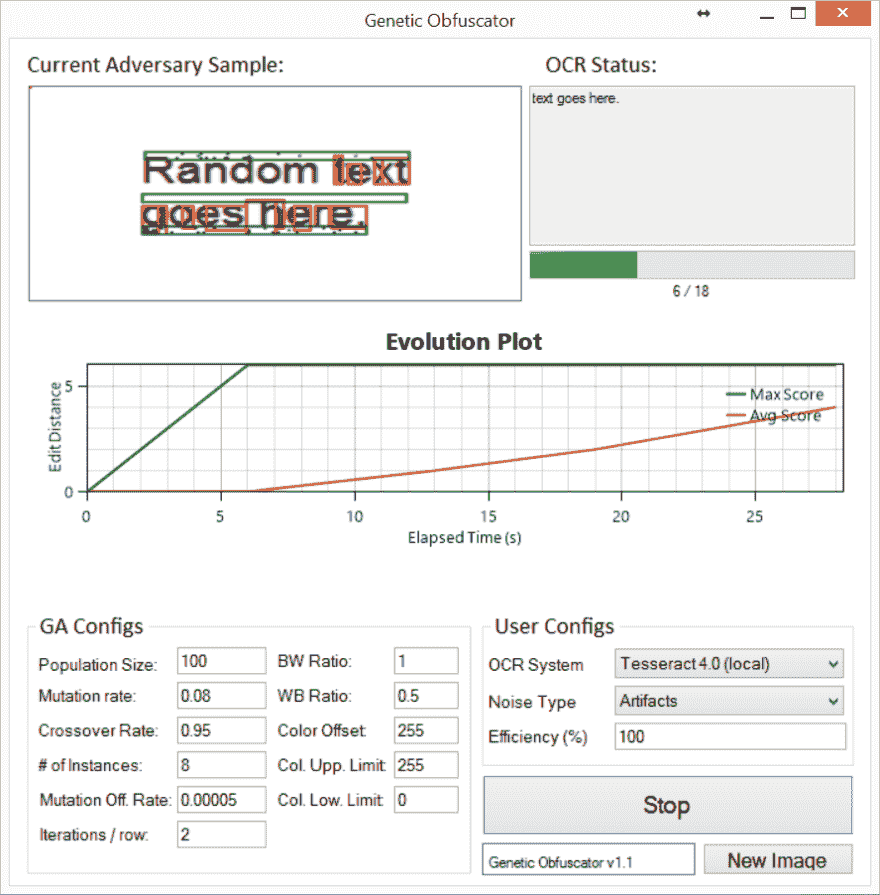 Genetic Obfuscator
Current Adversary Sample:
Random text
goes here.
OCR Status:
text goes here.
6 / 18
Evolution Plot
Edit Distance
5
0
Max Score
Avg Score
0 5 10 15 20 25
Elapsed Time (s)
GA Configs
Population Size: 100 BW Ratio: 1
Mutation rate: 0.08 WB Ratio: 0.5
Crossover Rate: 0.95 Color Offset: 255
# of Instances: 8 Col. Upp. Limit: 255
Mutation Off. Rate: 0.00005 Col. Low. Limit: 0
Iterations / row: 2
User Configs
OCR System Tesseract 4.0 (local)
Noise Type Artifacts
Efficiency (%) 100
Stop
Genetic Obfuscator v1.1 New Image